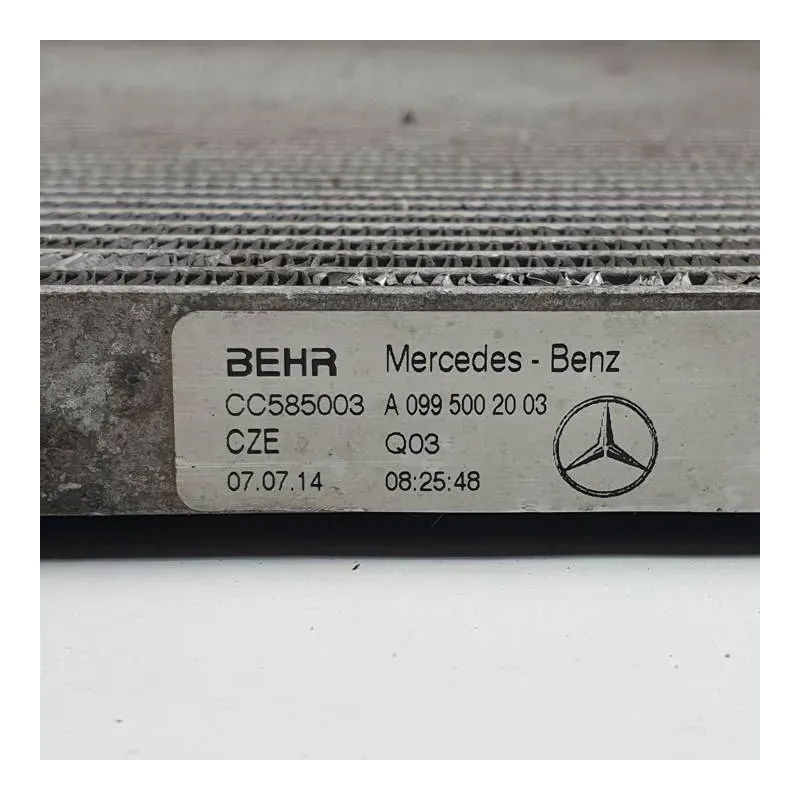 BEHR Mercedes - Benz
CC585003 A 099 500 20 03
CZE Q03
07.07.14 08:25:48